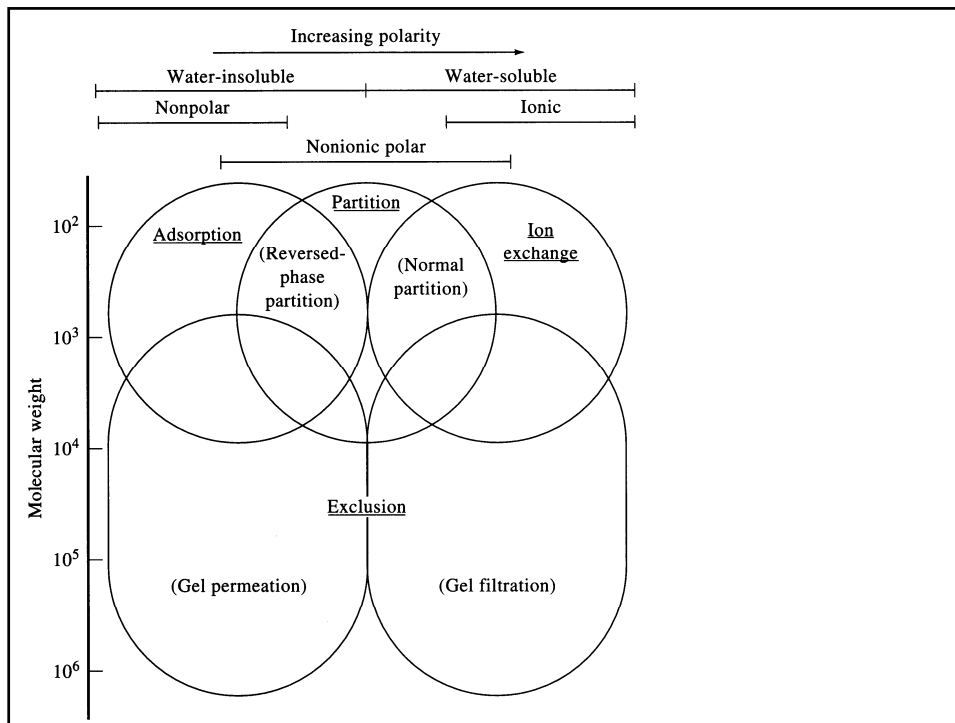 Increasing polarity
Water-insoluble
Water-soluble
Nonpolar
Ionic
Nonionic polar
Partition
10²
Adsorption
Ion
exchange
(Reversed-
phase
partition)
(Normal
partition)
10³
Molecular weight
10⁴
Exclusion
10⁵
(Gel permeation)
(Gel filtration)
10⁶